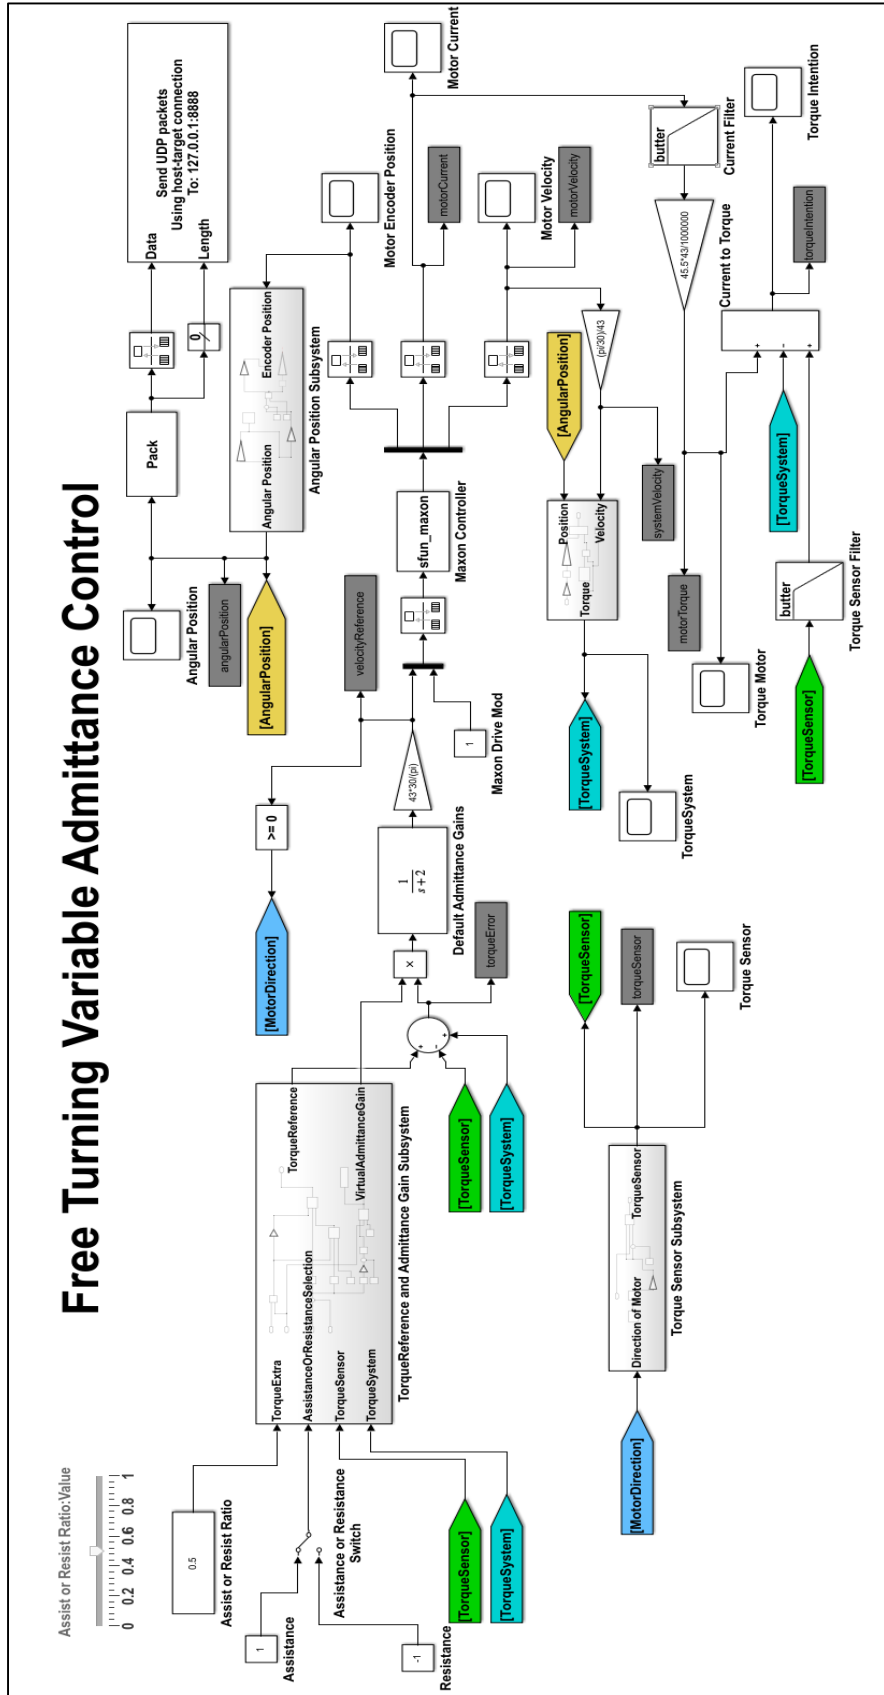 Free Turning Variable Admittance Control
Assist or Resist Ratio:Value
0 0.2 0.4 0.6 0.8 1
0.5
Assist or Resist Ratio
1
Assistance
Assistance or Resistance
Switch
-1
Resistance
[TorqueSensor]
[TorqueSystem]
TorqueExtra
AssistanceOrResistanceSelection
TorqueSensor
TorqueSystem
TorqueReference
VirtualAdmittanceGain
TorqueReference and Admittance Gain Subsystem
[TorqueSensor]
[TorqueSystem]
+
-
+
torqueError
x
1
s + 2
Default Admittance Gains
43*30/(pi)
[MotorDirection]
>= 0
velocityReference
1
Maxon Drive Mod
sfun_maxon
Maxon Controller
Angular Position
angularPosition
[AngularPosition]
Pack
Data
Length
Send UDP packets
Using host-target connection
To: 127.0.0.1:8888
0
Angular Position
Encoder Position
Angular Position Subsystem
Motor Encoder Position
motorCurrent
Motor Current
Motor Velocity
motorVelocity
(pi/30)/43
[AngularPosition]
Position
Velocity
Torque
systemVelocity
[TorqueSystem]
TorqueSystem
butter
Current Filter
45.5*43/1000000
Current to Torque
motorTorque
Torque Motor
[TorqueSystem]
[TorqueSensor]
butter
Torque Sensor Filter
+
-
+
torqueIntention
Torque Intention
[MotorDirection]
Direction of Motor
TorqueSensor
Torque Sensor Subsystem
[TorqueSensor]
torqueSensor
Torque Sensor